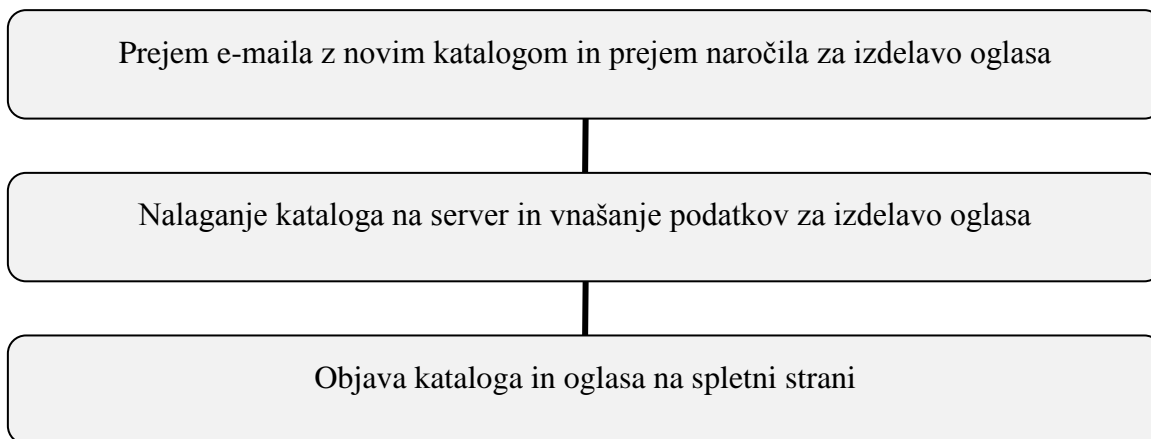 Prejem e-maila z novim katalogom in prejem naročila za izdelavo oglasa
Nalaganje kataloga na server in vnašanje podatkov za izdelavo oglasa
Objava kataloga in oglasa na spletni strani